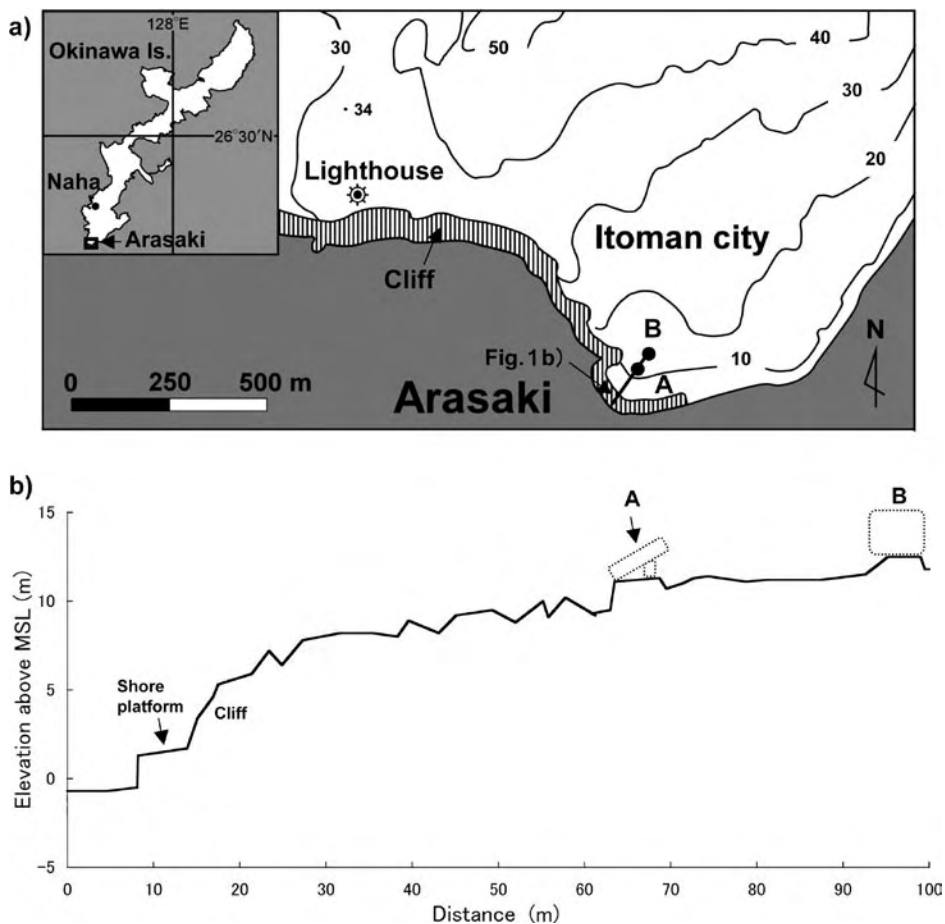 a)
128°E
Okinawa Is.
26°30′N
Naha
Arasaki
30
50
40
· 34
30
Lighthouse
20
Itoman city
Cliff
B
N
Fig. 1 b)
10
0 250 500 m
A
Arasaki
b)
15
A
B
10
Elevation above MSL (m)
Shore
platform
5
Cliff
0
-5
0 10 20 30 40 50 60 70 80 90 100
Distance (m)